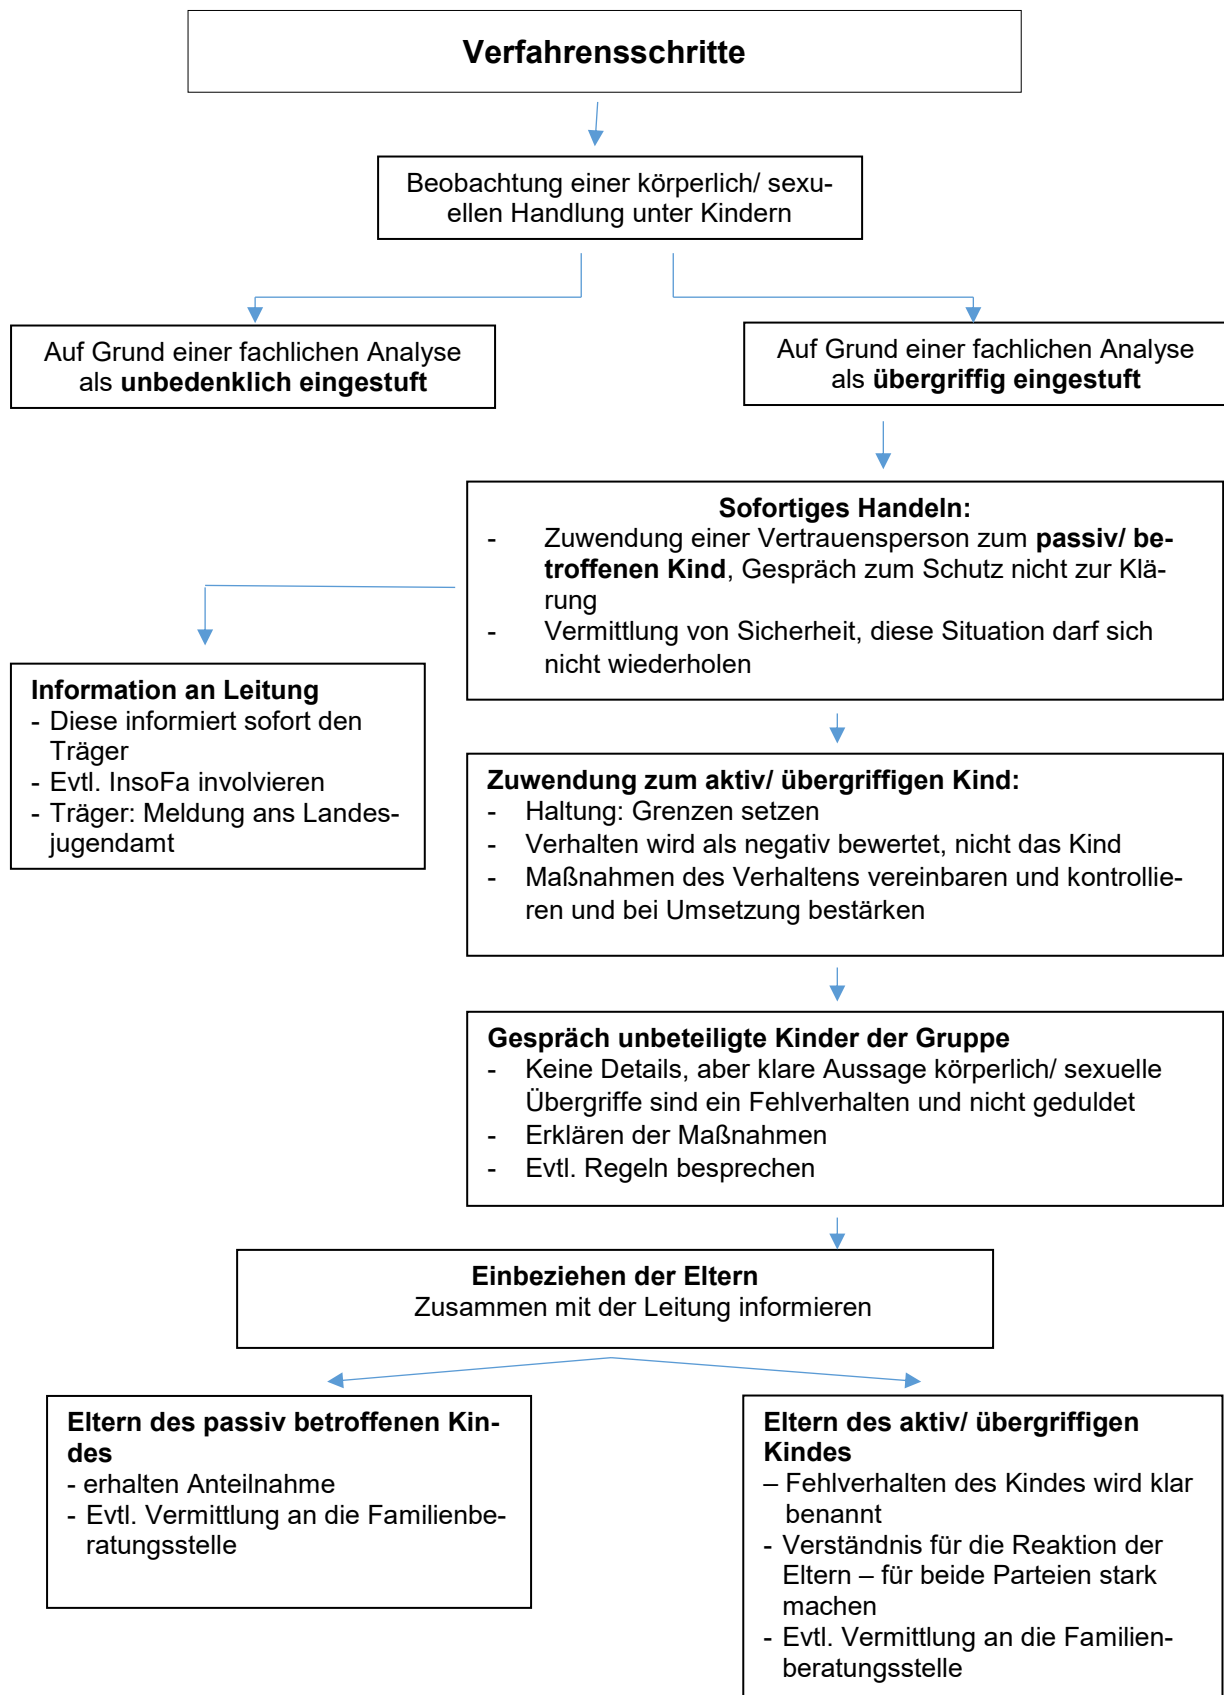 Verfahrensschritte
Beobachtung einer körperlich/ sexu-
ellen Handlung unter Kindern
Auf Grund einer fachlichen Analyse
als unbedenklich eingestuft
Auf Grund einer fachlichen Analyse
als übergriffig eingestuft
Sofortiges Handeln:
- Zuwendung einer Vertrauensperson zum passiv/ be-
troffenen Kind, Gespräch zum Schutz nicht zur Klä-
rung
- Vermittlung von Sicherheit, diese Situation darf sich
nicht wiederholen
Information an Leitung
- Diese informiert sofort den
Träger
- Evtl. InsoFa involvieren
- Träger: Meldung ans Landes-
jugendamt
Zuwendung zum aktiv/ übergriffigen Kind:
- Haltung: Grenzen setzen
- Verhalten wird als negativ bewertet, nicht das Kind
- Maßnahmen des Verhaltens vereinbaren und kontrollie-
ren und bei Umsetzung bestärken
Gespräch unbeteiligte Kinder der Gruppe
- Keine Details, aber klare Aussage körperlich/ sexuelle
Übergriffe sind ein Fehlverhalten und nicht geduldet
- Erklären der Maßnahmen
- Evtl. Regeln besprechen
Einbeziehen der Eltern
Zusammen mit der Leitung informieren
Eltern des passiv betroffenen Kin-
des
- erhalten Anteilnahme
- Evtl. Vermittlung an die Familienbe-
ratungsstelle
Eltern des aktiv/ übergriffigen
Kindes
– Fehlverhalten des Kindes wird klar
benannt
- Verständnis für die Reaktion der
Eltern – für beide Parteien stark
machen
- Evtl. Vermittlung an die Familien-
beratungsstelle